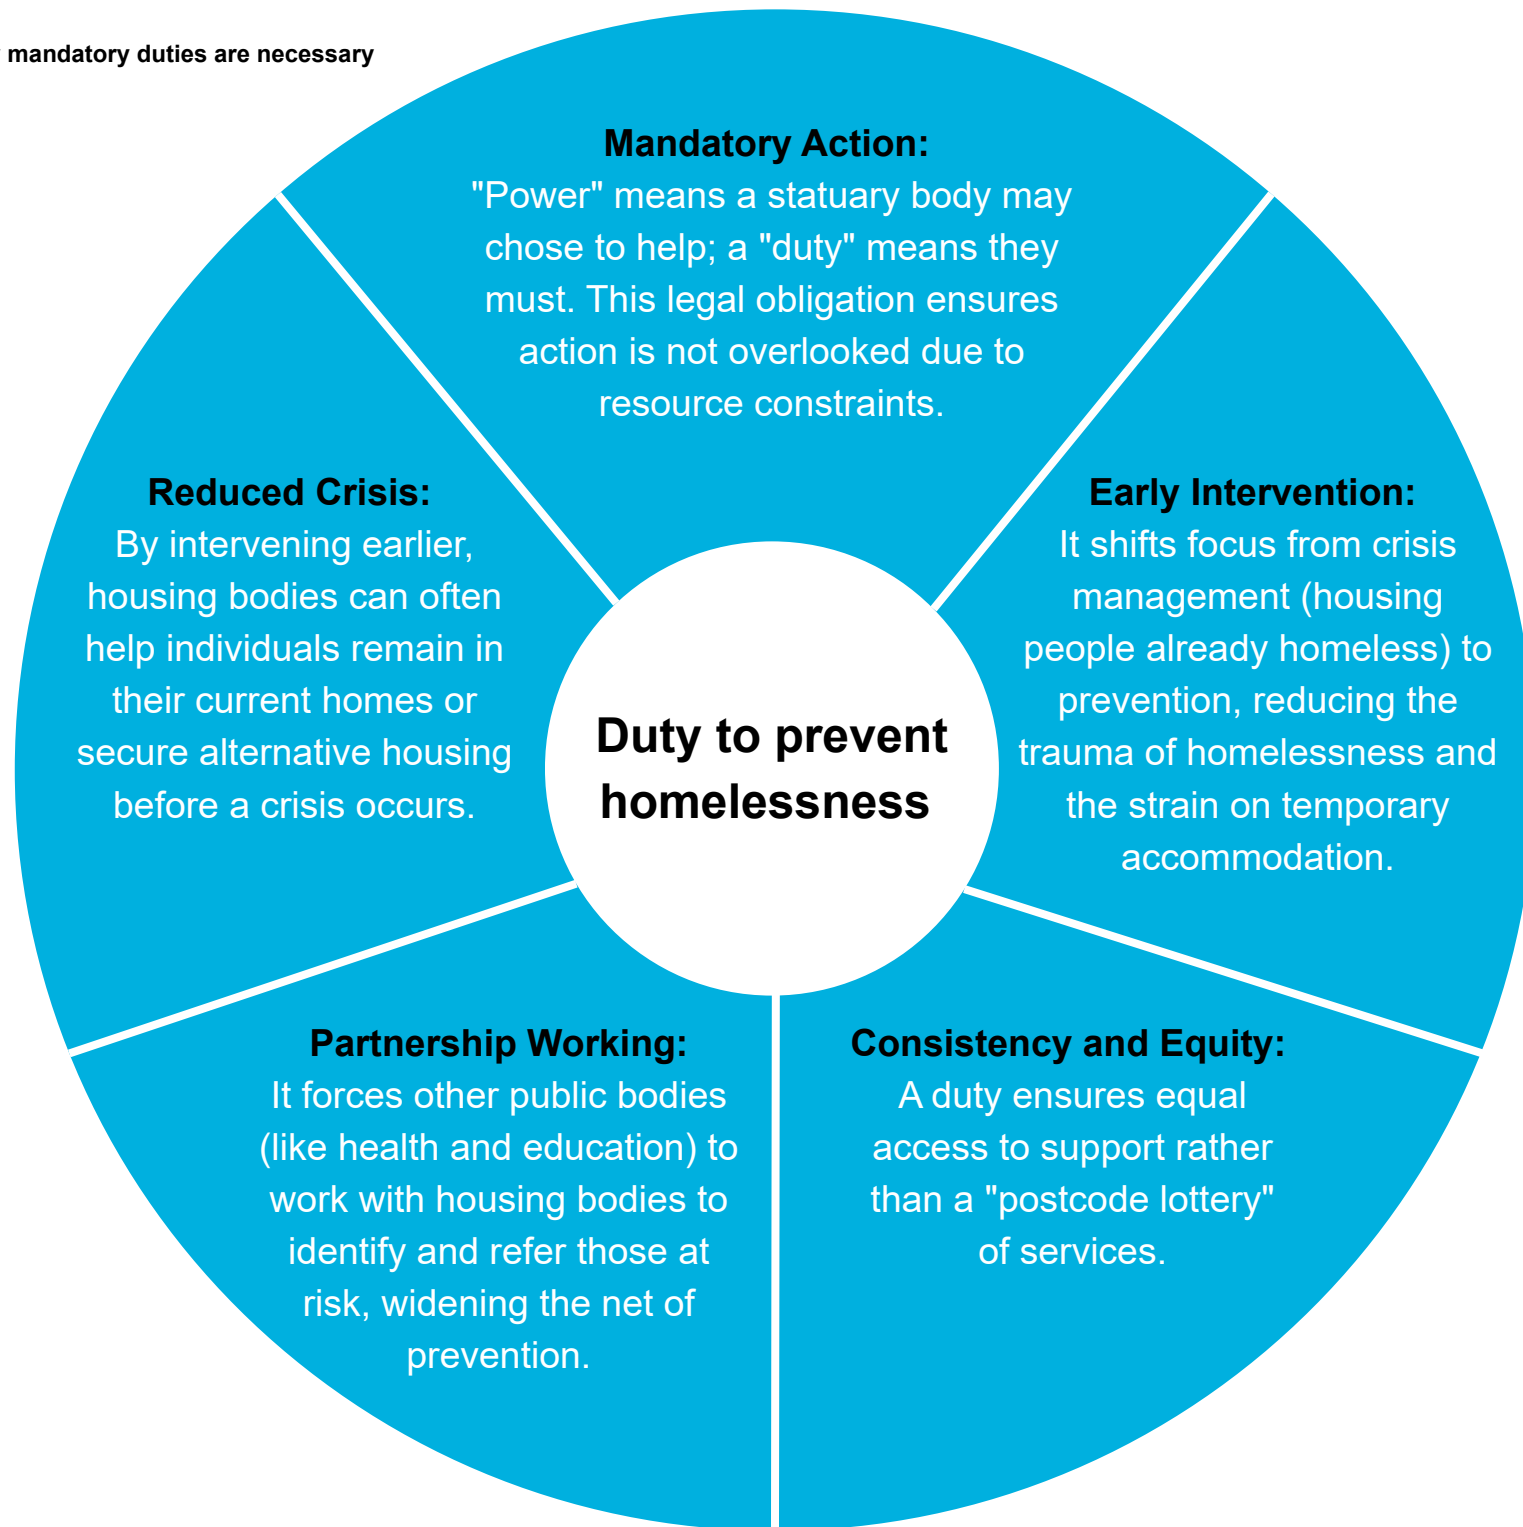 mandatory duties are necessary
Mandatory Action:
"Power" means a statuary body may
chose to help; a "duty" means they
must. This legal obligation ensures
action is not overlooked due to
resource constraints.
Early Intervention:
It shifts focus from crisis
management (housing
people already homeless) to
prevention, reducing the
trauma of homelessness and
the strain on temporary
accommodation.
Consistency and Equity:
A duty ensures equal
access to support rather
than a "postcode lottery"
of services.
Partnership Working:
It forces other public bodies
(like health and education) to
work with housing bodies to
identify and refer those at
risk, widening the net of
prevention.
Reduced Crisis:
By intervening earlier,
housing bodies can often
help individuals remain in
their current homes or
secure alternative housing
before a crisis occurs.
Duty to prevent
homelessness